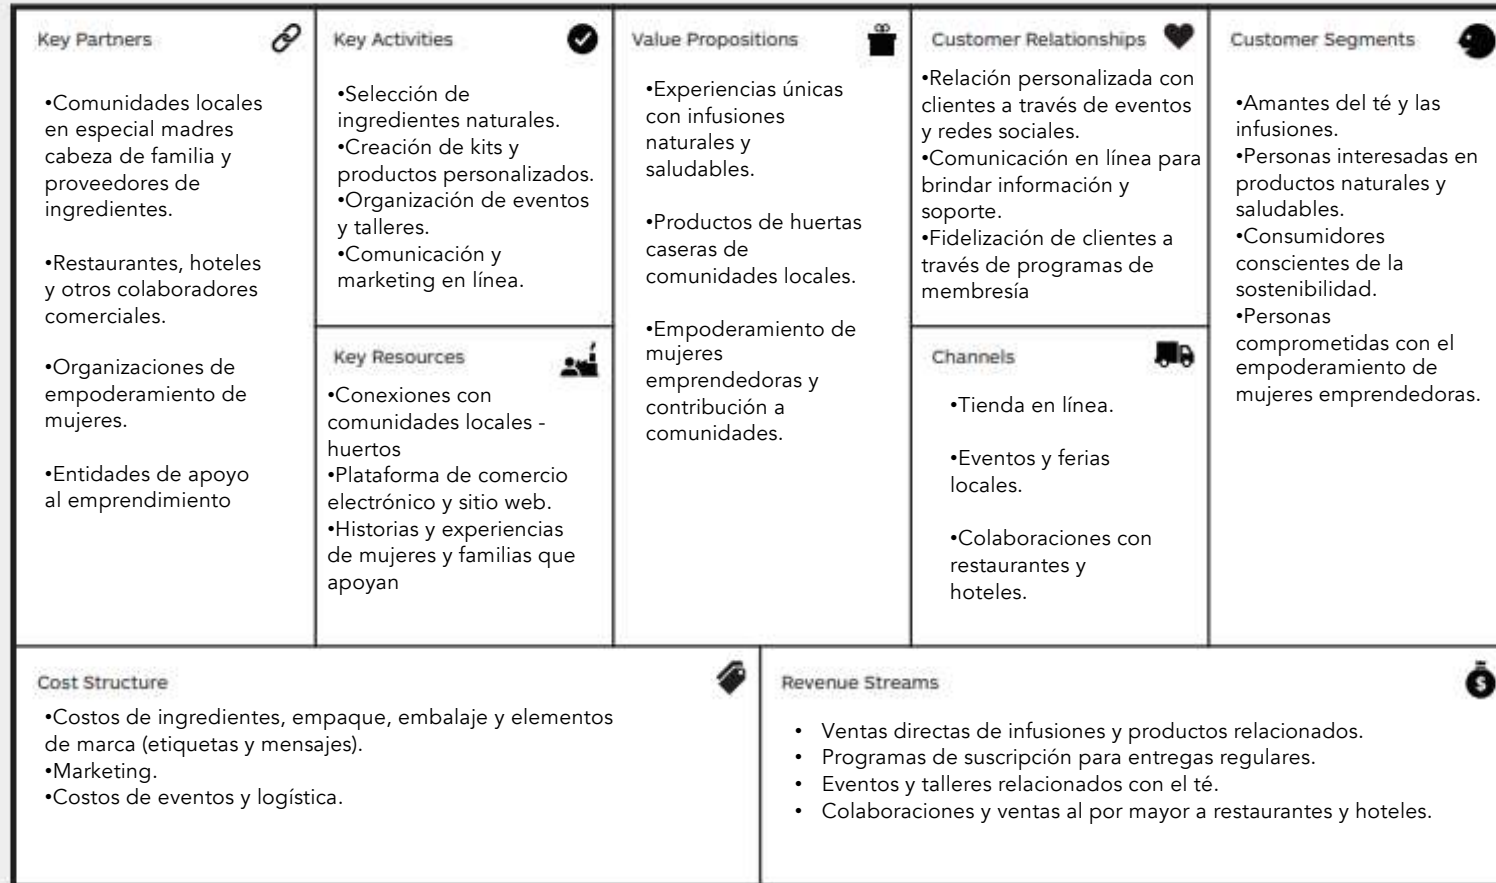 Key Partners
•Comunidades locales
en especial madres
cabeza de familia y
proveedores de
ingredientes.
•Restaurantes, hoteles
y otros colaboradores
comerciales.
•Organizaciones de
empoderamiento de
mujeres.
•Entidades de apoyo
al emprendimiento
Key Activities
•Selección de
ingredientes naturales.
•Creación de kits y
productos personalizados.
•Organización de eventos
y talleres.
•Comunicación y
marketing en línea.
Key Resources
•Conexiones con
comunidades locales -
huertos
•Plataforma de comercio
electrónico y sitio web.
•Historias y experiencias
de mujeres y familias que
apoyan
Value Propositions
•Experiencias únicas
con infusiones
naturales y
saludables.
•Productos de huertas
caseras de
comunidades locales.
•Empoderamiento de
mujeres
emprendedoras y
contribución a
comunidades.
Customer Relationships
•Relación personalizada con
clientes a través de eventos
y redes sociales.
•Comunicación en línea para
brindar información y
soporte.
•Fidelización de clientes a
través de programas de
membresía
Channels
•Tienda en línea.
•Eventos y ferias
locales.
•Colaboraciones con
restaurantes y
hoteles.
Customer Segments
•Amantes del té y las
infusiones.
•Personas interesadas en
productos naturales y
saludables.
•Consumidores
conscientes de la
sostenibilidad.
•Personas
comprometidas con el
empoderamiento de
mujeres emprendedoras.
Cost Structure
•Costos de ingredientes, empaque, embalaje y elementos
de marca (etiquetas y mensajes).
•Marketing.
•Costos de eventos y logística.
Revenue Streams
• Ventas directas de infusiones y productos relacionados.
• Programas de suscripción para entregas regulares.
• Eventos y talleres relacionados con el té.
• Colaboraciones y ventas al por mayor a restaurantes y hoteles.